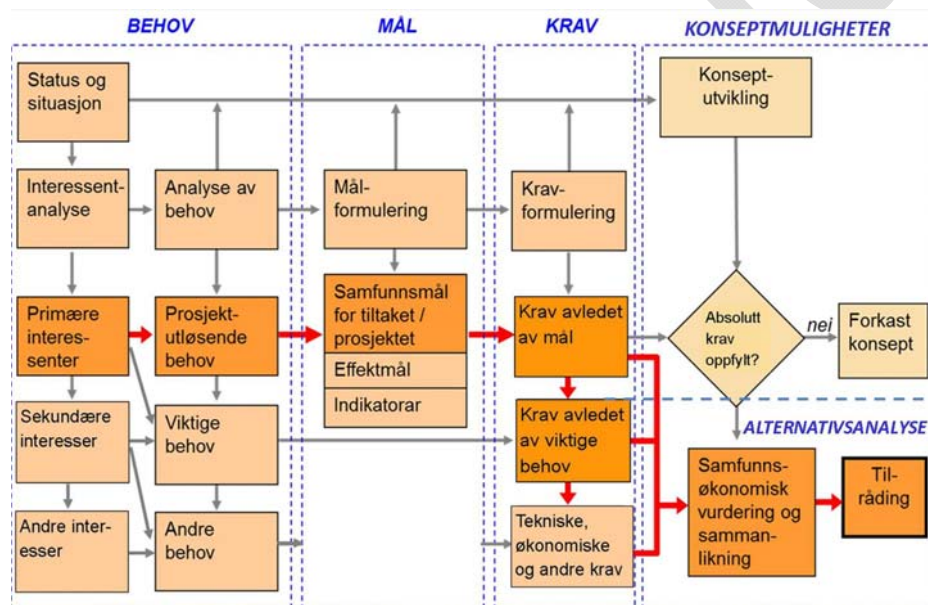 BEHOV
MÅL
KRAV
KONSEPTMULIGHETER
Status og
situasjon
Konsept-
utvikling
Interessent-
analyse
Analyse av
behov
Mål-
formulering
Krav-
formulering
Primære
interes-
senter
Prosjekt-
utløsende
behov
Samfunnsmål
for tiltaket /
prosjektet
Effektmål
Indikatorar
Krav avledet
av mål
Absolutt
krav
oppfylt?
nei
Forkast
konsept
Sekundære
interesser
Viktige
behov
Krav avledet
av viktige
behov
ALTERNATIVSANALYSE
Samfunns-
økonomisk
vurdering og
samman-
likning
Til-
råding
Andre inter-
esser
Andre
behov
Tekniske,
økonomiske
og andre krav